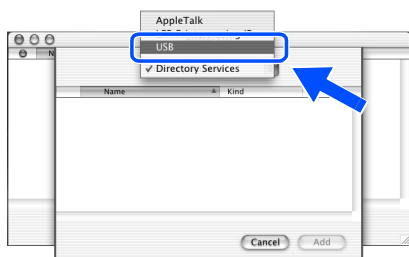 AppleTalk
USB
✓ Directory Services
N
Name Kind
Cancel Add